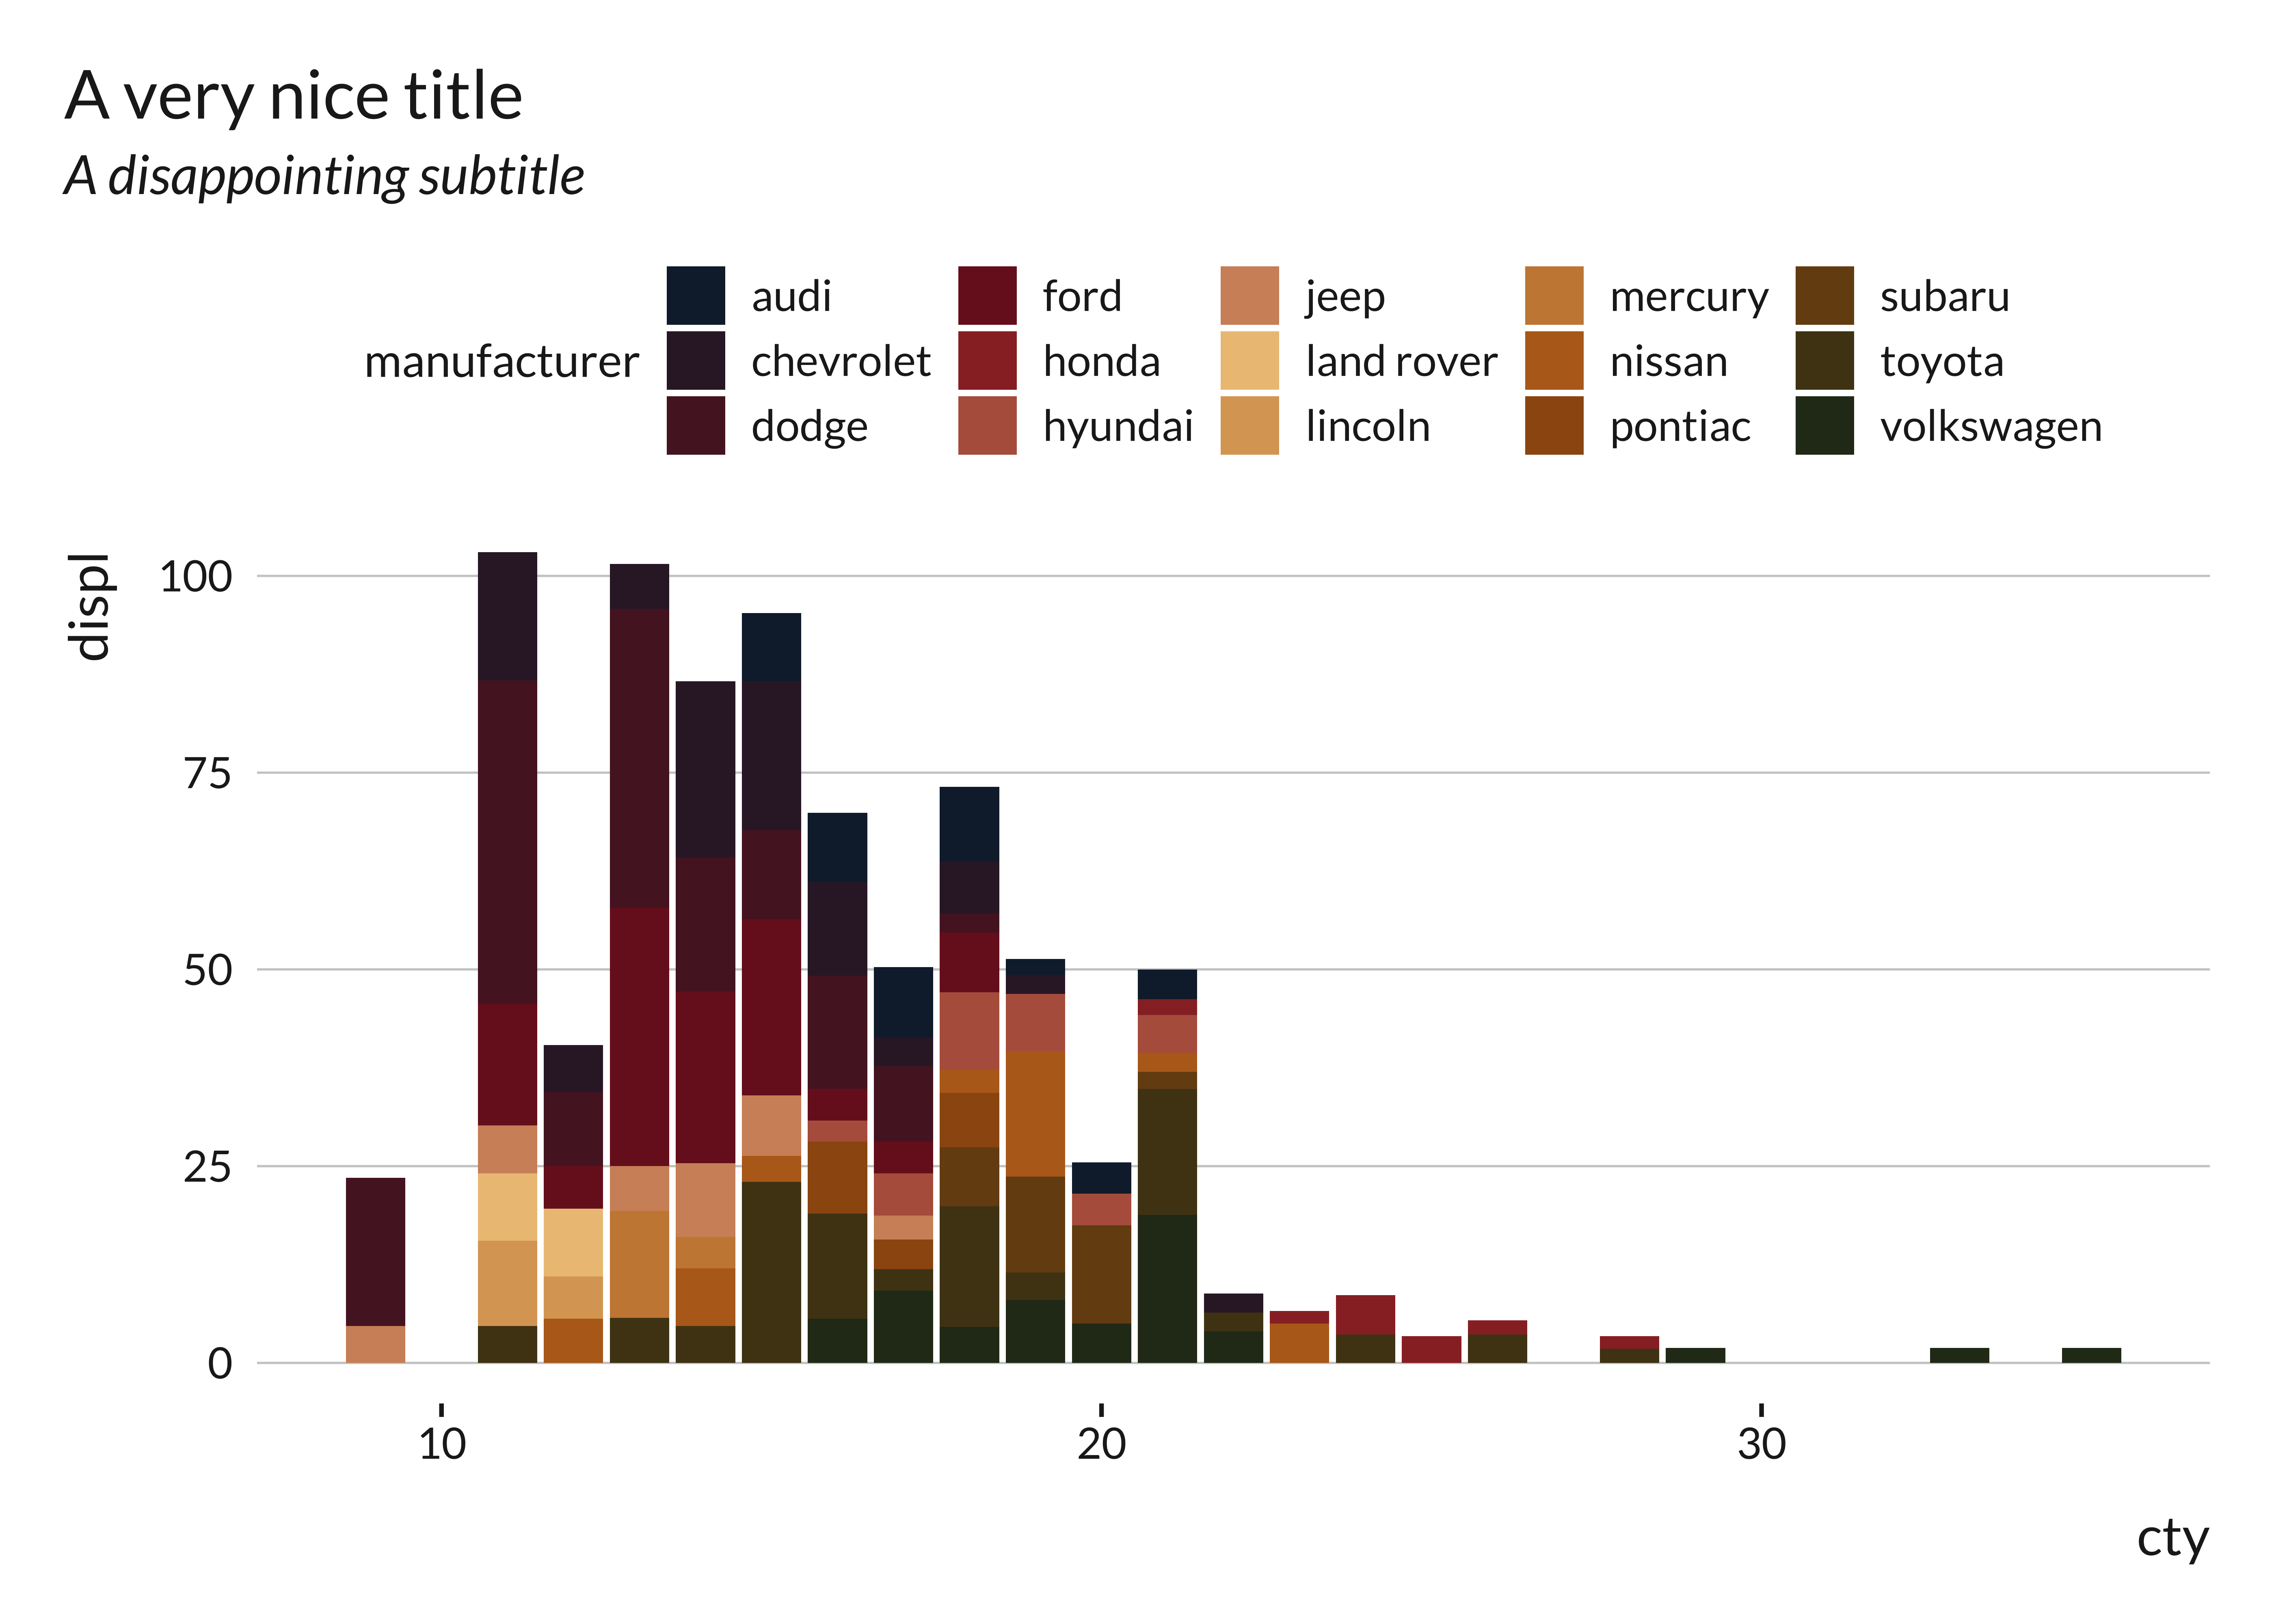 A very nice title
A disappointing subtitle
audi ford jeep mercury subaru
manufacturer chevrolet honda land rover nissan toyota
dodge hyundai lincoln pontiac volkswagen
displ
100
75
50
25
0
10 20 30
cty